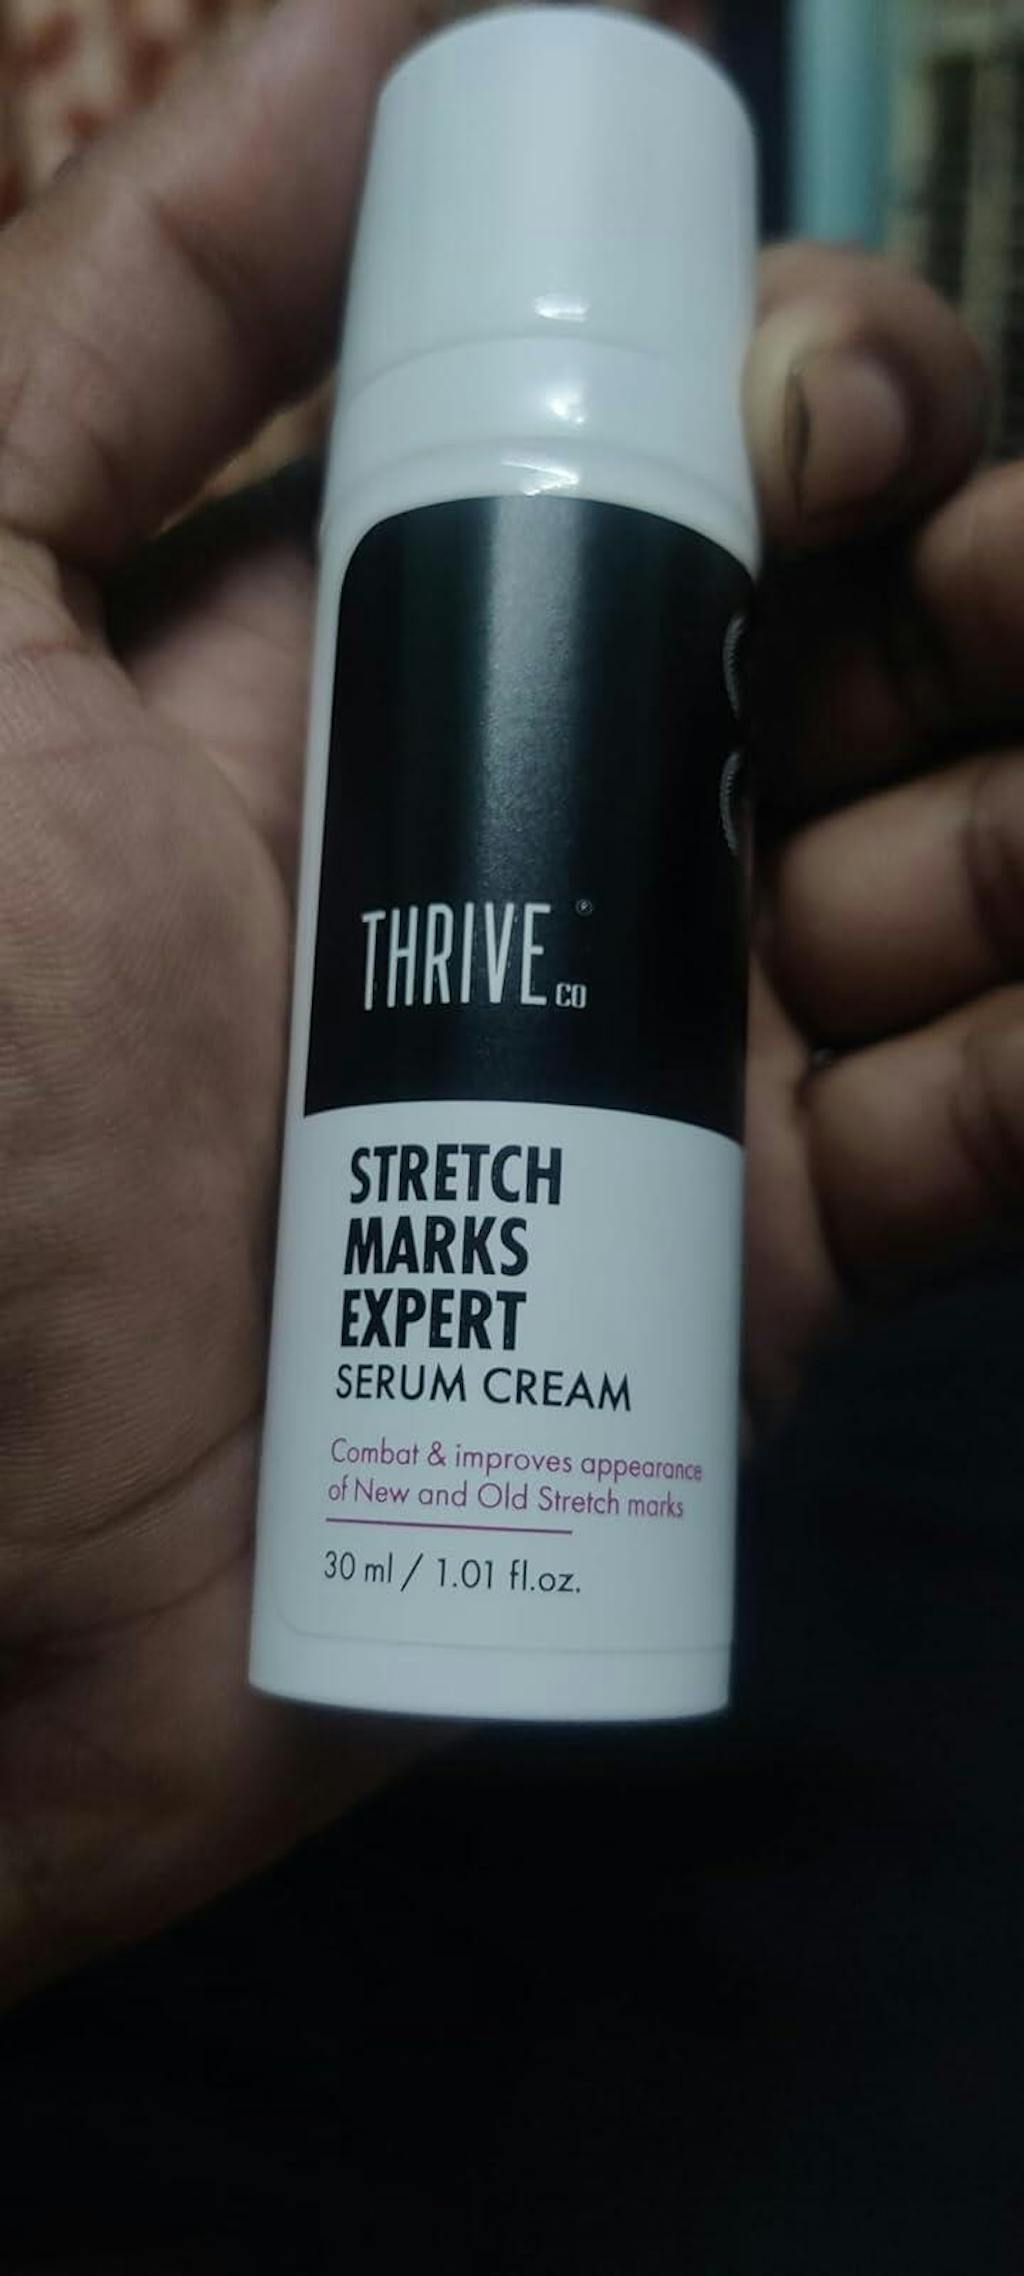 THRIVE co ®
STRETCH
MARKS
EXPERT
SERUM CREAM
Combat & improves appearance
of New and Old Stretch marks
30 ml / 1.01 fl.oz.